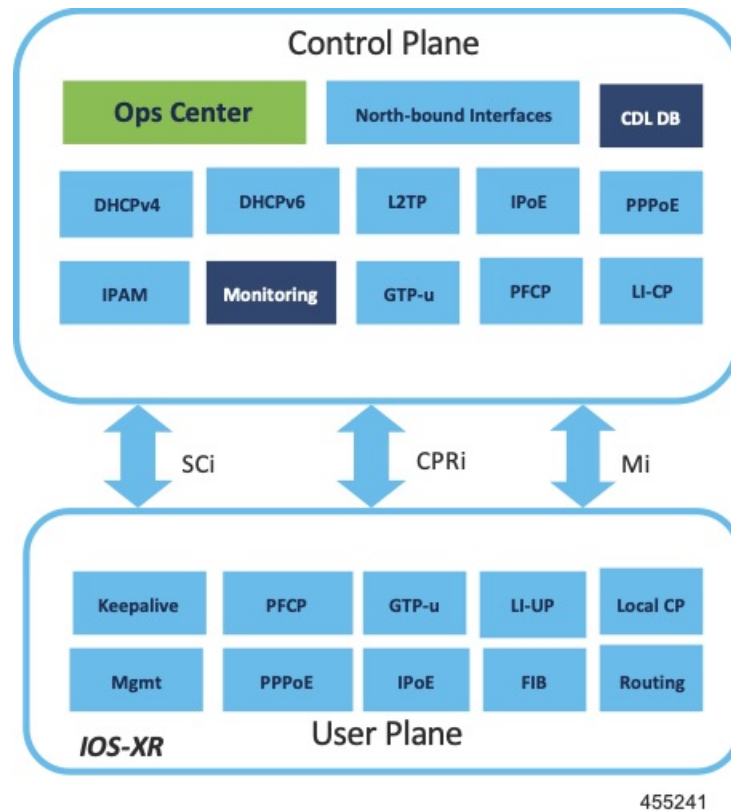 Control Plane
Ops Center
North-bound Interfaces
CDL DB
DHCPv4
DHCPv6
L2TP
IPoE
PPPoE
IPAM
Monitoring
GTP-u
PFCP
LI-CP
SCi
CPRi
Mi
Keepalive
PFCP
GTP-u
LI-UP
Local CP
Mgmt
PPPoE
IPoE
FIB
Routing
IOS-XR
User Plane
455241